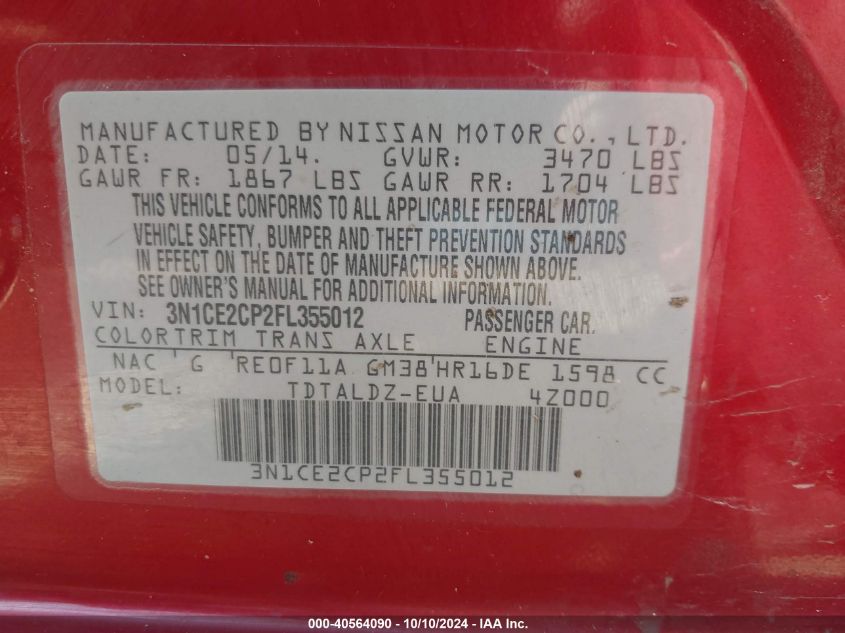 MANUFACTURED BY NISSAN MOTOR CO., LTD.
DATE: 05/14. GVWR: 3470 LBS
GAWR FR: 1867 LBS GAWR RR: 1704 LBS
THIS VEHICLE CONFORMS TO ALL APPLICABLE FEDERAL MOTOR
VEHICLE SAFETY, BUMPER AND THEFT PREVENTION STANDARDS
IN EFFECT ON THE DATE OF MANUFACTURE SHOWN ABOVE.
SEE OWNER'S MANUAL FOR ADDITIONAL INFORMATION.
VIN: 3N1CE2CP2FL355012 PASSENGER CAR.
COLORTRIM TRANS AXLE ENGINE
NAC ' G 'RE0F11A GM38'HR16DE 1598 CC
MODEL: TDTALDZ-EUA 4Z000
3N1CE2CP2FL355012
000-40564090 - 10/10/2024 - IAA Inc.